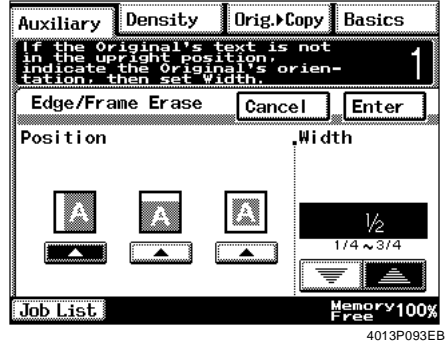 Auxiliary Density Orig.▸Copy Basics
If the Original's text is not
in the upright position,
indicate the Original's orien-
tation, then set Width.
1
Edge/Frame Erase Cancel Enter
Position Width
A A A
1/2
1/4~3/4
Job List Memory Free 100%
4013P093EB